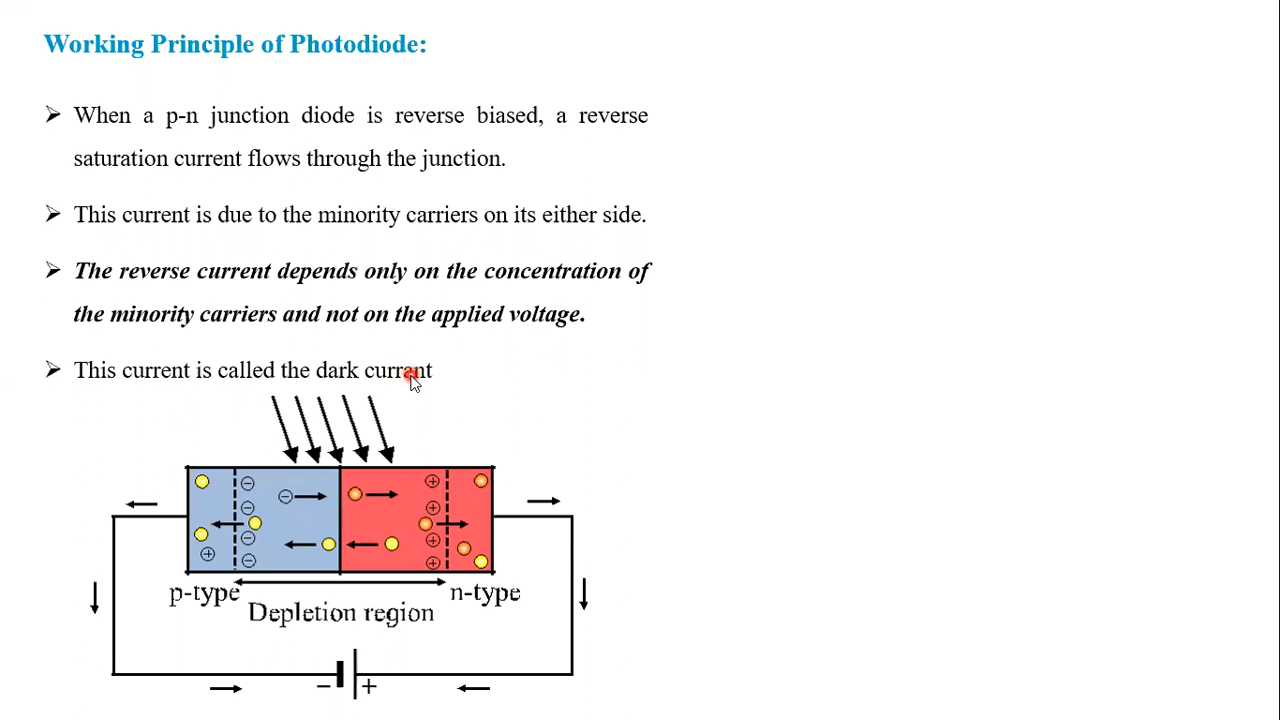 Working Principle of Photodiode:
➢ When a p-n junction diode is reverse biased, a reverse
saturation current flows through the junction.
➢ This current is due to the minority carriers on its either side.
➢ The reverse current depends only on the concentration of
the minority carriers and not on the applied voltage.
➢ This current is called the dark current
p-type
n-type
Depletion region
− +